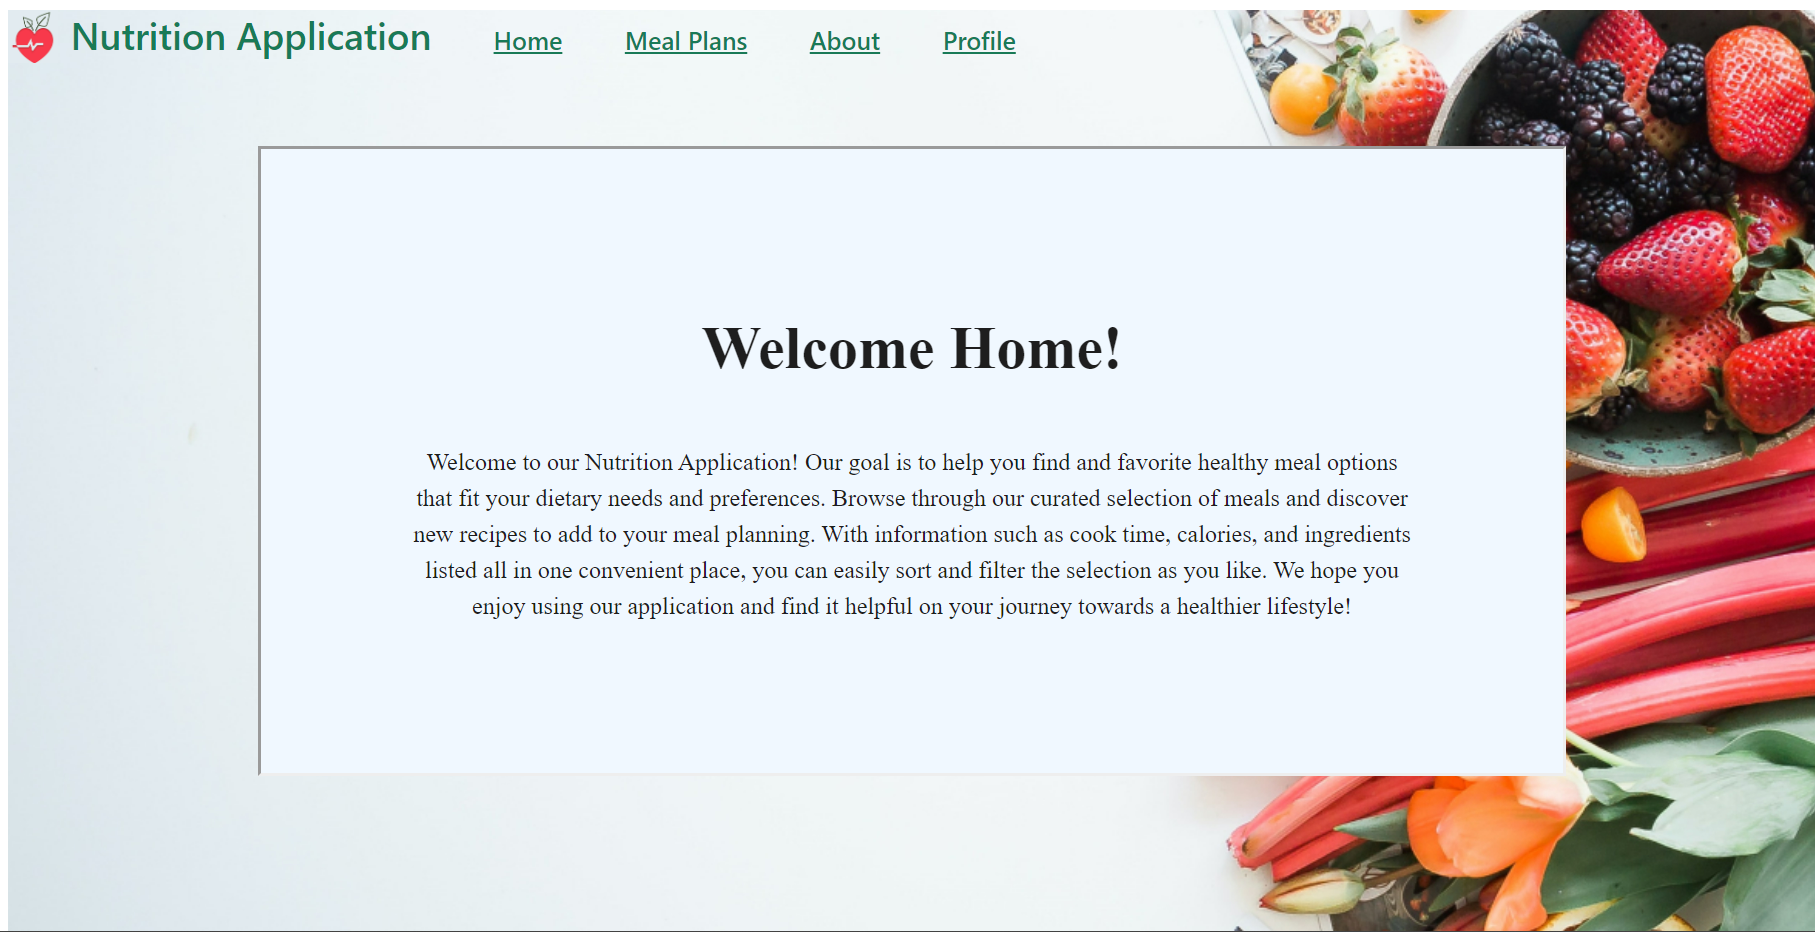 Nutrition Application Home Meal Plans About Profile
Welcome Home!
Welcome to our Nutrition Application! Our goal is to help you find and favorite healthy meal options
that fit your dietary needs and preferences. Browse through our curated selection of meals and discover
new recipes to add to your meal planning. With information such as cook time, calories, and ingredients
listed all in one convenient place, you can easily sort and filter the selection as you like. We hope you
enjoy using our application and find it helpful on your journey towards a healthier lifestyle!